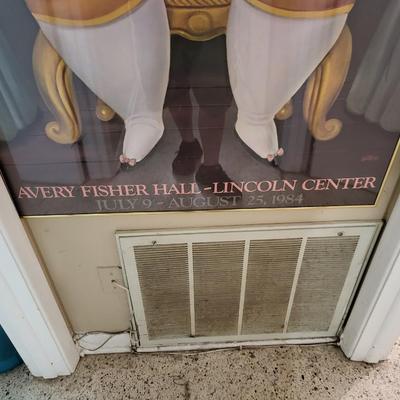 AVERY FISHER HALL-LINCOLN CENTER
JULY 9 - AUGUST 25, 1984